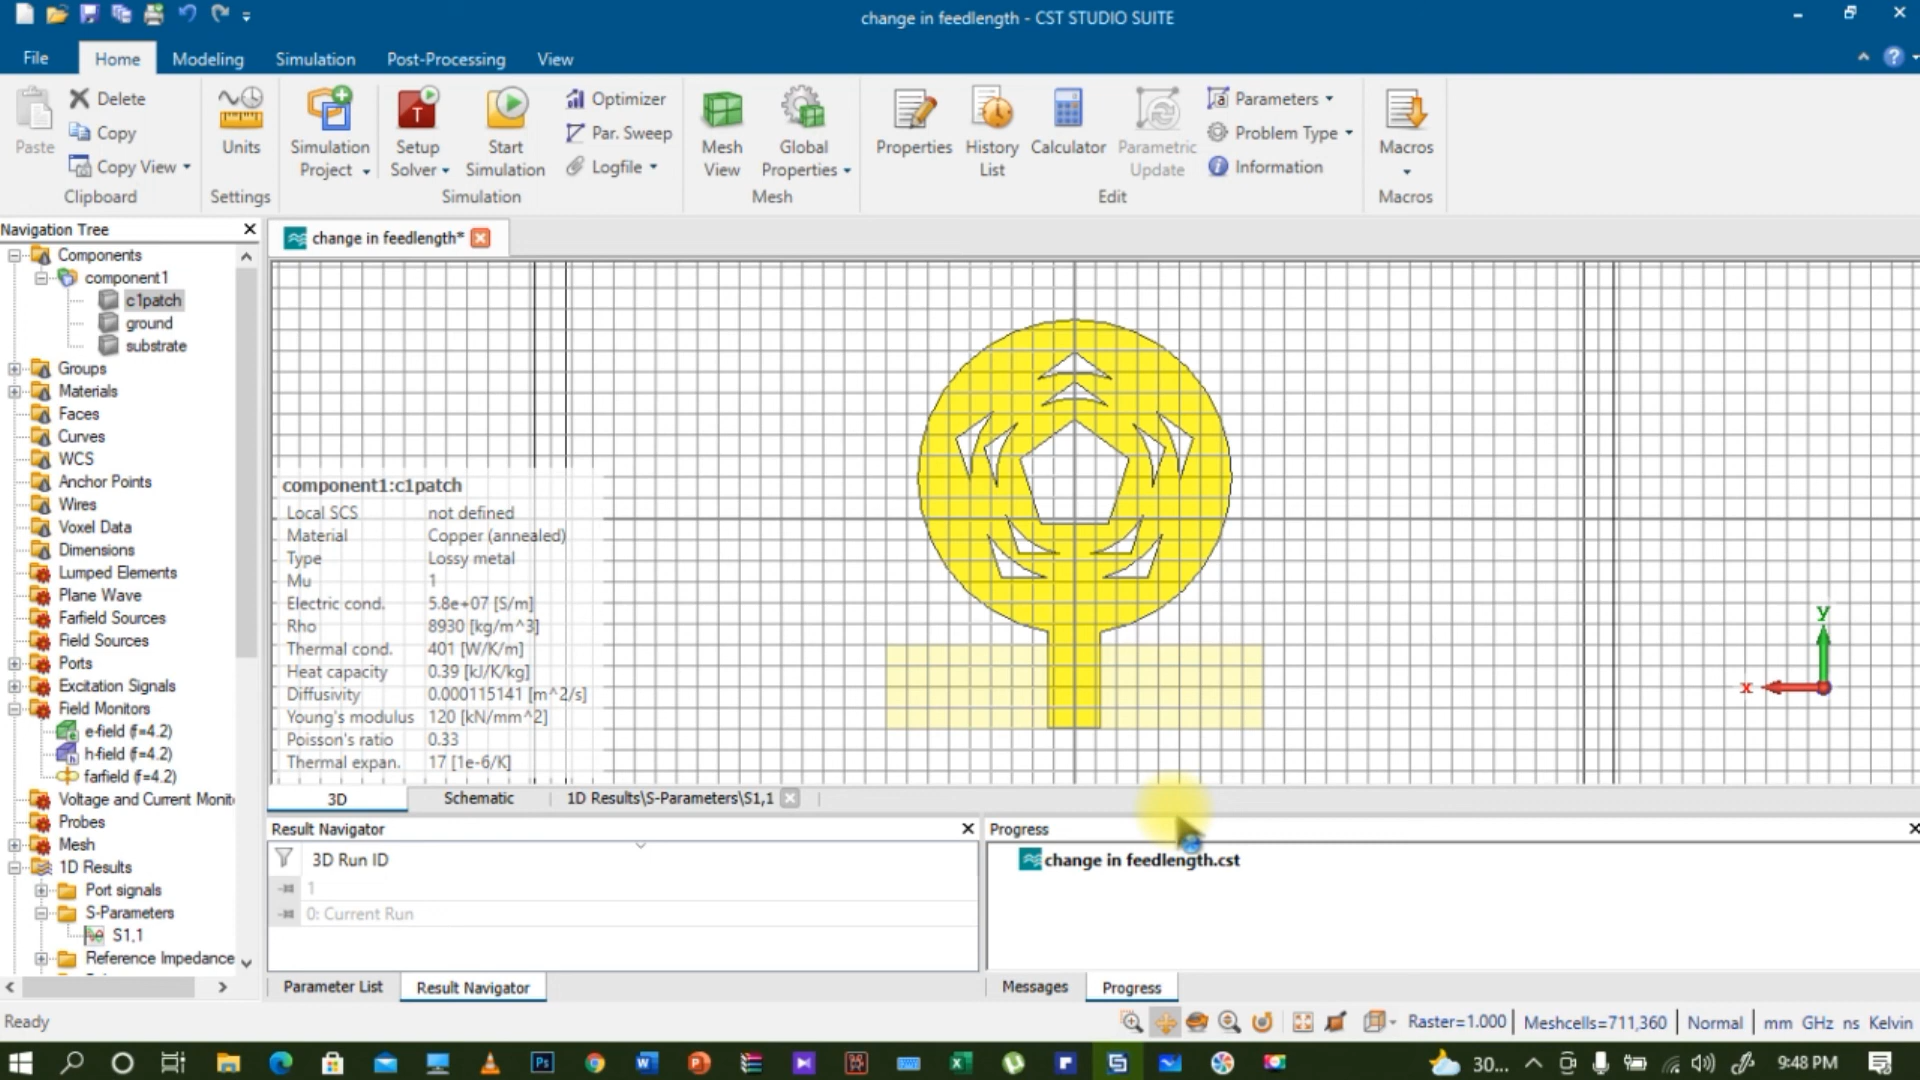 change in feedlength - CST STUDIO SUITE
File
Home
Modeling
Simulation
Post-Processing
View
Paste
Delete
Copy
Copy View
Clipboard
Units
Settings
Simulation Project
Setup Solver
Start Simulation
Optimizer
Par. Sweep
Logfile
Simulation
Mesh View
Global Properties
Mesh
Properties
History List
Calculator
Parametric Update
Parameters
Problem Type
Information
Edit
Macros
Macros
Navigation Tree
Components
component1
c1patch
ground
substrate
Groups
Materials
Faces
Curves
WCS
Anchor Points
Wires
Voxel Data
Dimensions
Lumped Elements
Plane Wave
Farfield Sources
Field Sources
Ports
Excitation Signals
Field Monitors
e-field (f=4.2)
h-field (f=4.2)
farfield (f=4.2)
Voltage and Current Monit
Probes
Mesh
1D Results
Port signals
S-Parameters
S1,1
Reference Impedance
change in feedlength*
component1:c1patch
Local SCS not defined
Material Copper (annealed)
Type Lossy metal
Mu 1
Electric cond. 5.8e+07 [S/m]
Rho 8930 [kg/m^3]
Thermal cond. 401 [W/K/m]
Heat capacity 0.39 [kJ/K/kg]
Diffusivity 0.000115141 [m^2/s]
Young's modulus 120 [kN/mm^2]
Poisson's ratio 0.33
Thermal expan. 17 [1e-6/K]
y
x
3D
Schematic
1D Results\S-Parameters\S1,1
Result Navigator
3D Run ID
1
0: Current Run
Parameter List
Result Navigator
Progress
change in feedlength.cst
Messages
Progress
Ready
Raster=1.000
Meshcells=711,360
Normal
mm GHz ns Kelvin
30...
9:48 PM